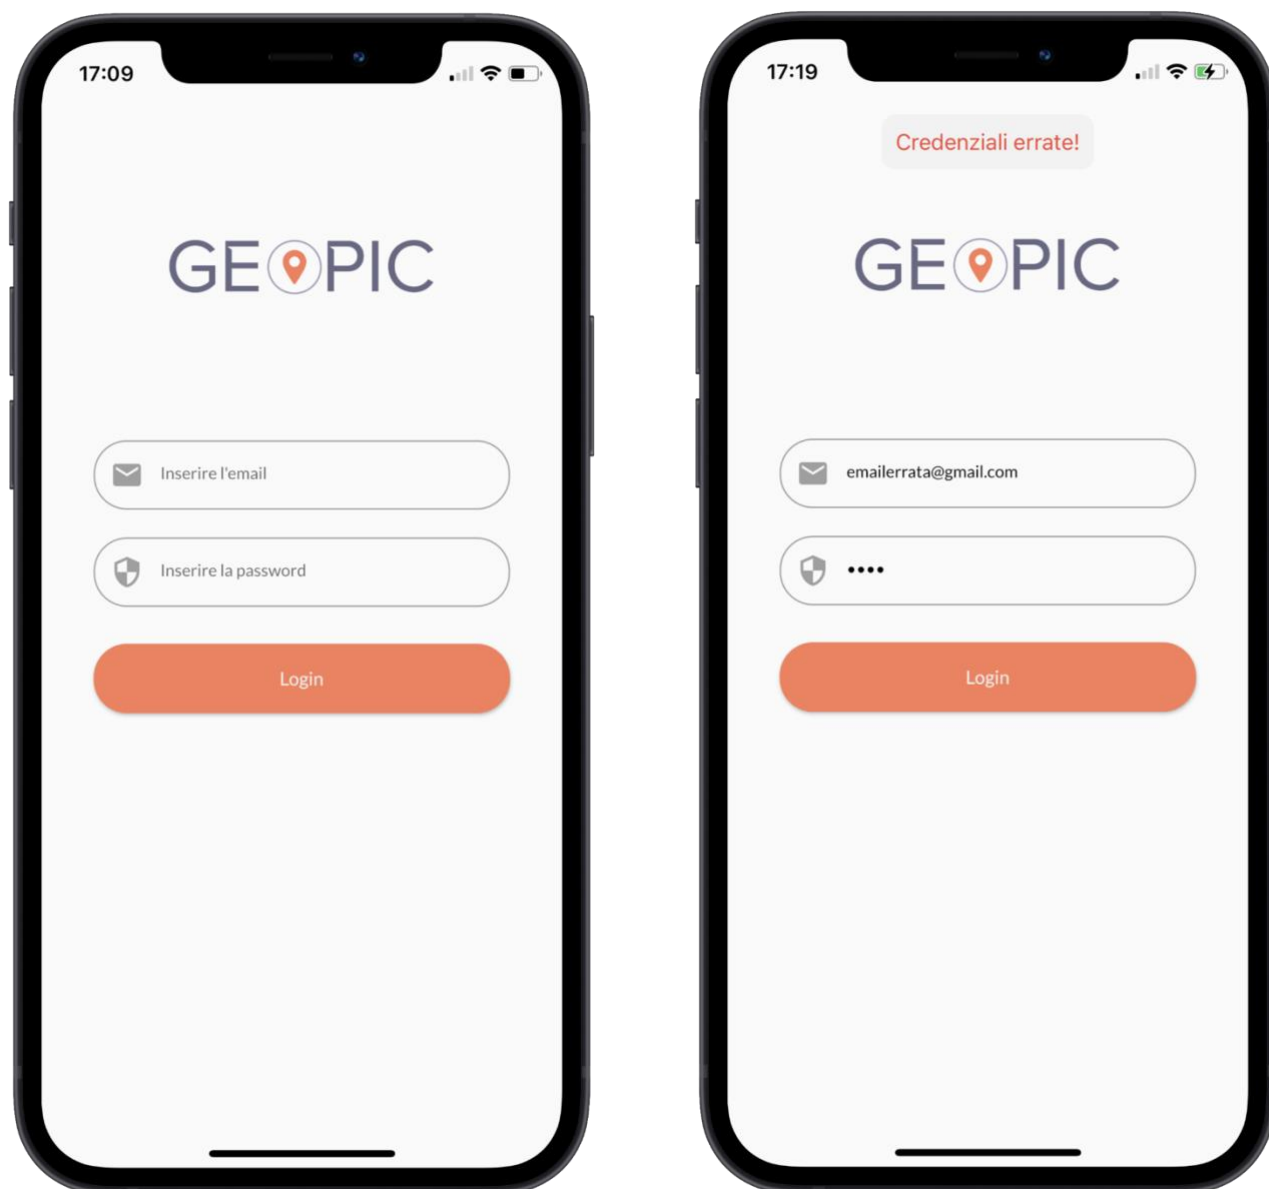 17:09
GEOPIC
Inserire l'email
Inserire la password
Login
17:19
Credenziali errate!
GEOPIC
emailerrata@gmail.com
••••
Login